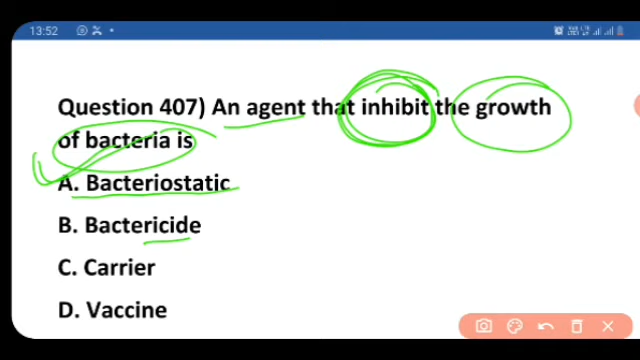 13:52
Question 407) An agent that inhibit the growth
of bacteria is
A. Bacteriostatic
B. Bactericide
C. Carrier
D. Vaccine